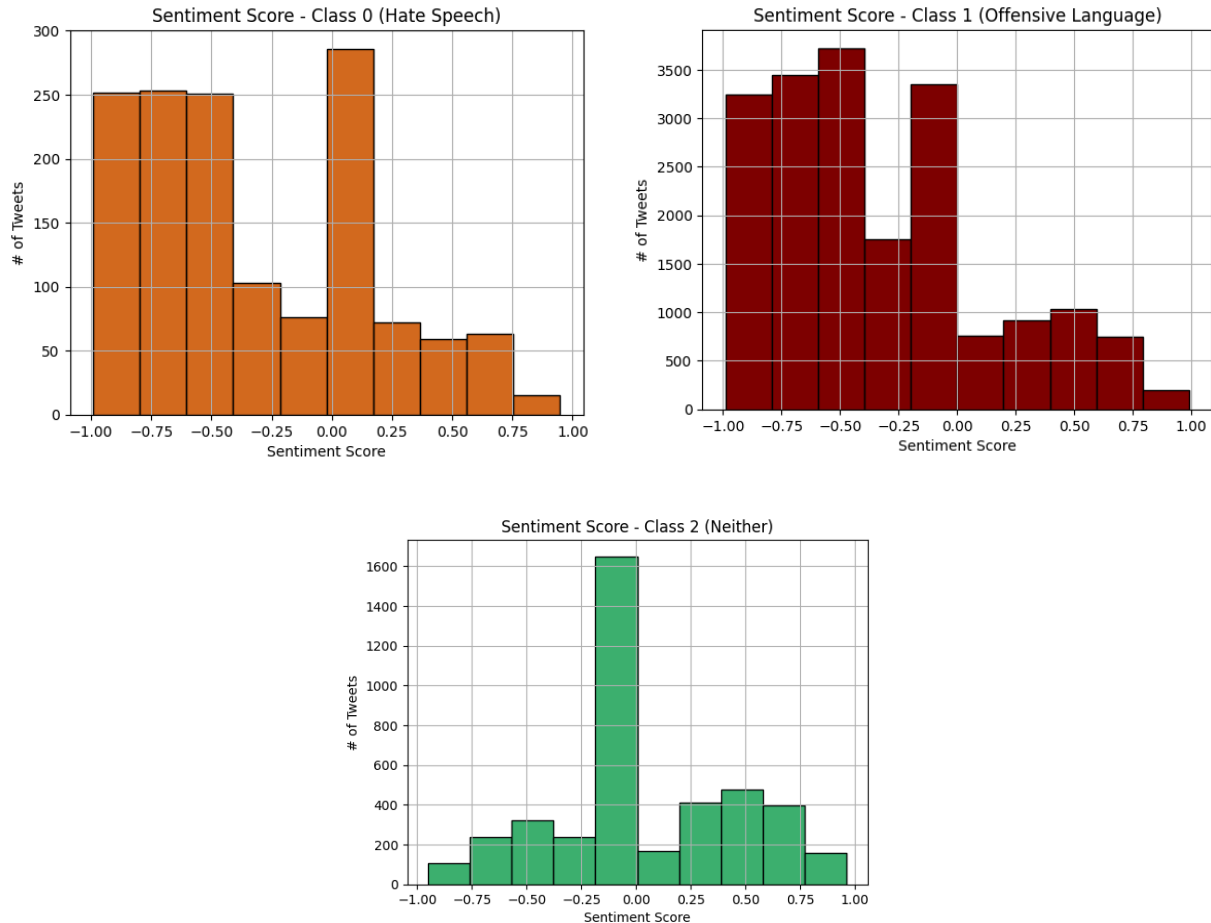 Sentiment Score - Class 0 (Hate Speech)
300
250
200
150
100
50
0
# of Tweets
−1.00 −0.75 −0.50 −0.25 0.00 0.25 0.50 0.75 1.00
Sentiment Score
Sentiment Score - Class 1 (Offensive Language)
3500
3000
2500
2000
1500
1000
500
0
# of Tweets
−1.00 −0.75 −0.50 −0.25 0.00 0.25 0.50 0.75 1.00
Sentiment Score
Sentiment Score - Class 2 (Neither)
1600
1400
1200
1000
800
600
400
200
0
# of Tweets
−1.00 −0.75 −0.50 −0.25 0.00 0.25 0.50 0.75 1.00
Sentiment Score